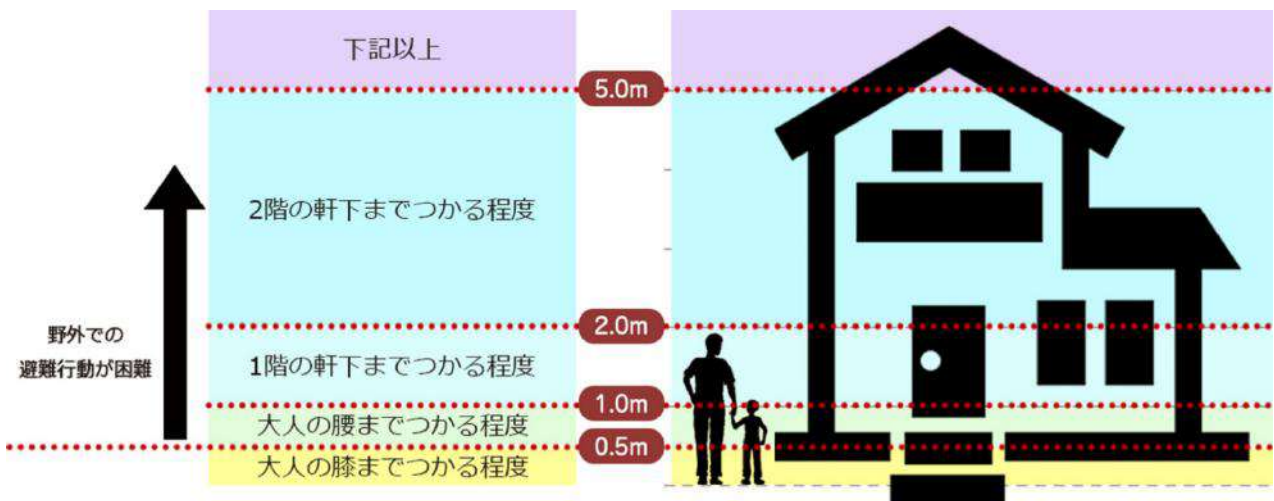 下記以上
5.0m
2階の軒下までつかる程度
2.0m
野外での
避難行動が困難
1階の軒下までつかる程度
1.0m
大人の腰までつかる程度
0.5m
大人の膝までつかる程度